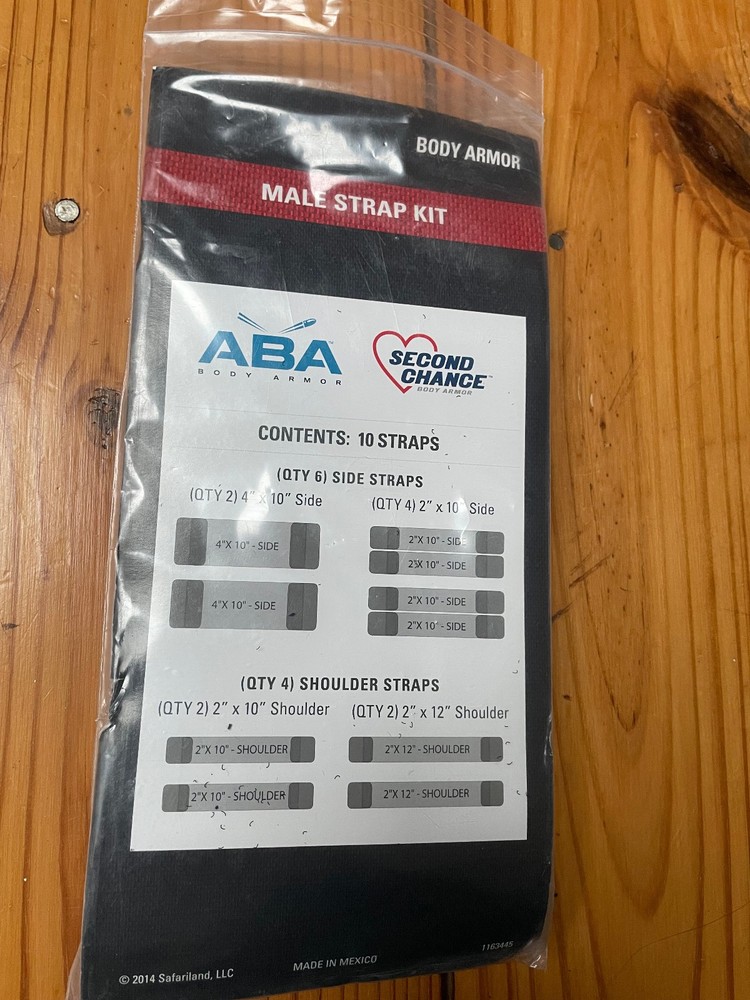 BODY ARMOR
MALE STRAP KIT
ABA™
BODY ARMOR
SECOND
CHANCE™
BODY ARMOR
CONTENTS: 10 STRAPS
(QTY 6) SIDE STRAPS
(QTY 2) 4” x 10” Side
(QTY 4) 2” x 10” Side
4"X 10" - SIDE
4"X 10" - SIDE
2"X 10" - SIDE
2"X 10" - SIDE
2"X 10" - SIDE
2"X 10" - SIDE
(QTY 4) SHOULDER STRAPS
(QTY 2) 2” x 10” Shoulder
(QTY 2) 2” x 12” Shoulder
2"X 10" - SHOULDER
2"X 10" - SHOULDER
2"X 12" - SHOULDER
2"X 12" - SHOULDER
© 2014 Safariland, LLC
MADE IN MEXICO
1163445